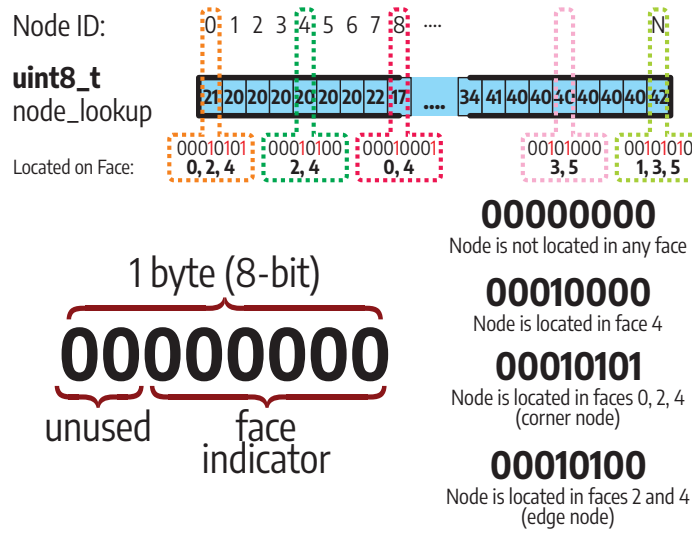 Node ID: 0 1 2 3 4 5 6 7 8 .... N
uint8_t
node_lookup
21 20 20 20 20 20 20 22 17 .... 34 41 40 40 40 40 40 40 42
Located on Face:
00010101 00010100 00010001 00101000 00101010
0, 2, 4 2, 4 0, 4 3, 5 1, 3, 5
00000000
Node is not located in any face
00010000
Node is located in face 4
00010101
Node is located in faces 0, 2, 4
(corner node)
00010100
Node is located in faces 2 and 4
(edge node)
1 byte (8-bit)
00000000
unused
face
indicator